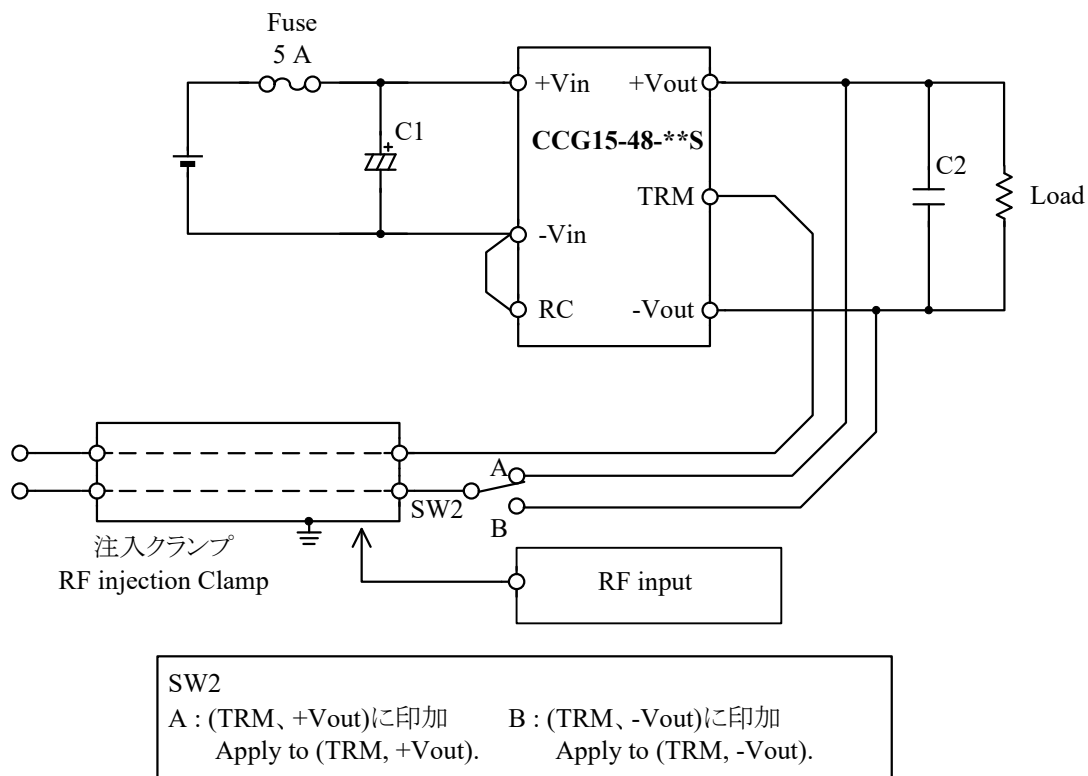 Fuse
5 A
C1
+Vin
+Vout
CCG15-48-**S
TRM
-Vin
RC
-Vout
C2
Load
A
SW2
B
注入クランプ
RF injection Clamp
RF input
SW2
A : (TRM、+Vout)に印加 B : (TRM、-Vout)に印加
Apply to (TRM, +Vout). Apply to (TRM, -Vout).